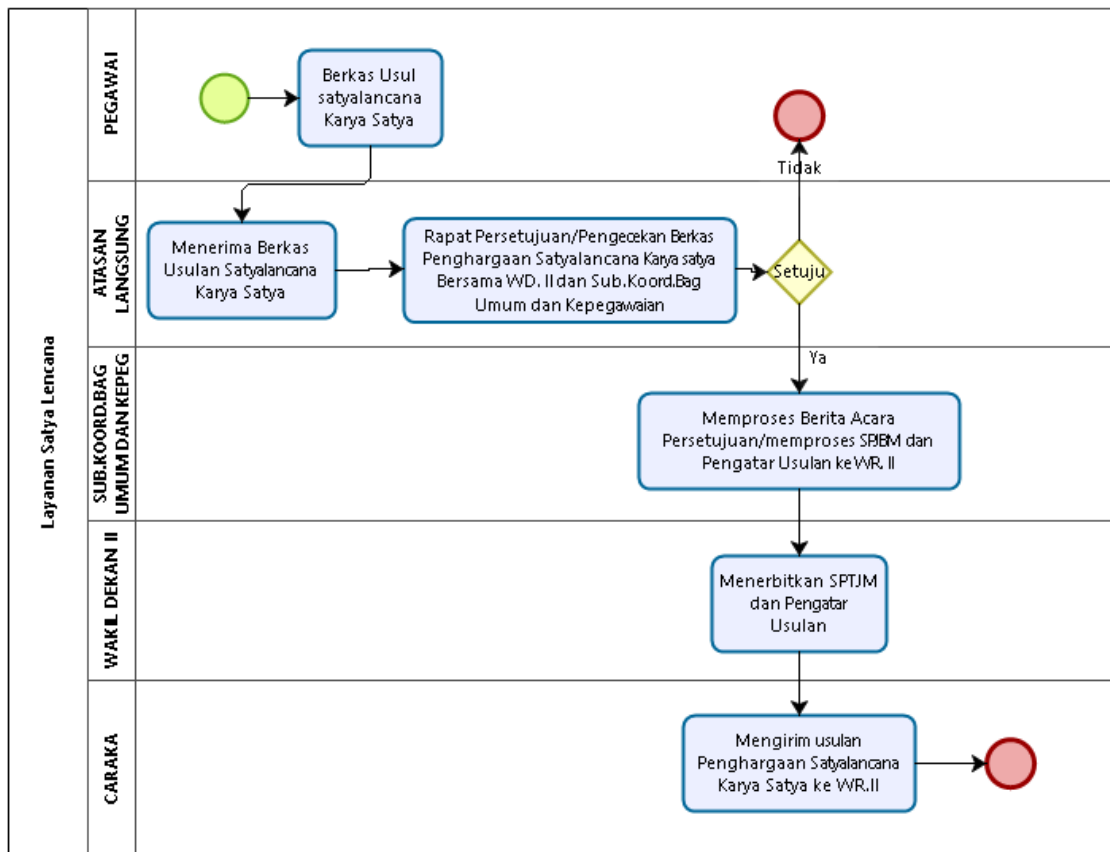 Layanan Satya Lencana
PEGAWAI
Berkas Usul
satyalancana
Karya Satya
Tidak
ATASAN
LANGSUNG
Menerima Berkas
Usulan Satyalancana
Karya Satya
Rapat Persetujuan/Pengecekan Berkas
Penghargaan Satyalancana Karya satya
Bersama WD. II dan Sub.Koord.Bag
Umum dan Kepegawaian
Setuju
Ya
SUB.KOORD.BAG
UMUM DAN KEPEG
Memproses Berita Acara
Persetujuan/memproses SPJBM dan
Pengatar Usulan ke WR. II
WAKIL DEKAN II
Menerbitkan SPTJM
dan Pengatar
Usulan
CARAKA
Mengirim usulan
Penghargaan Satyalancana
Karya Satya ke WR.II